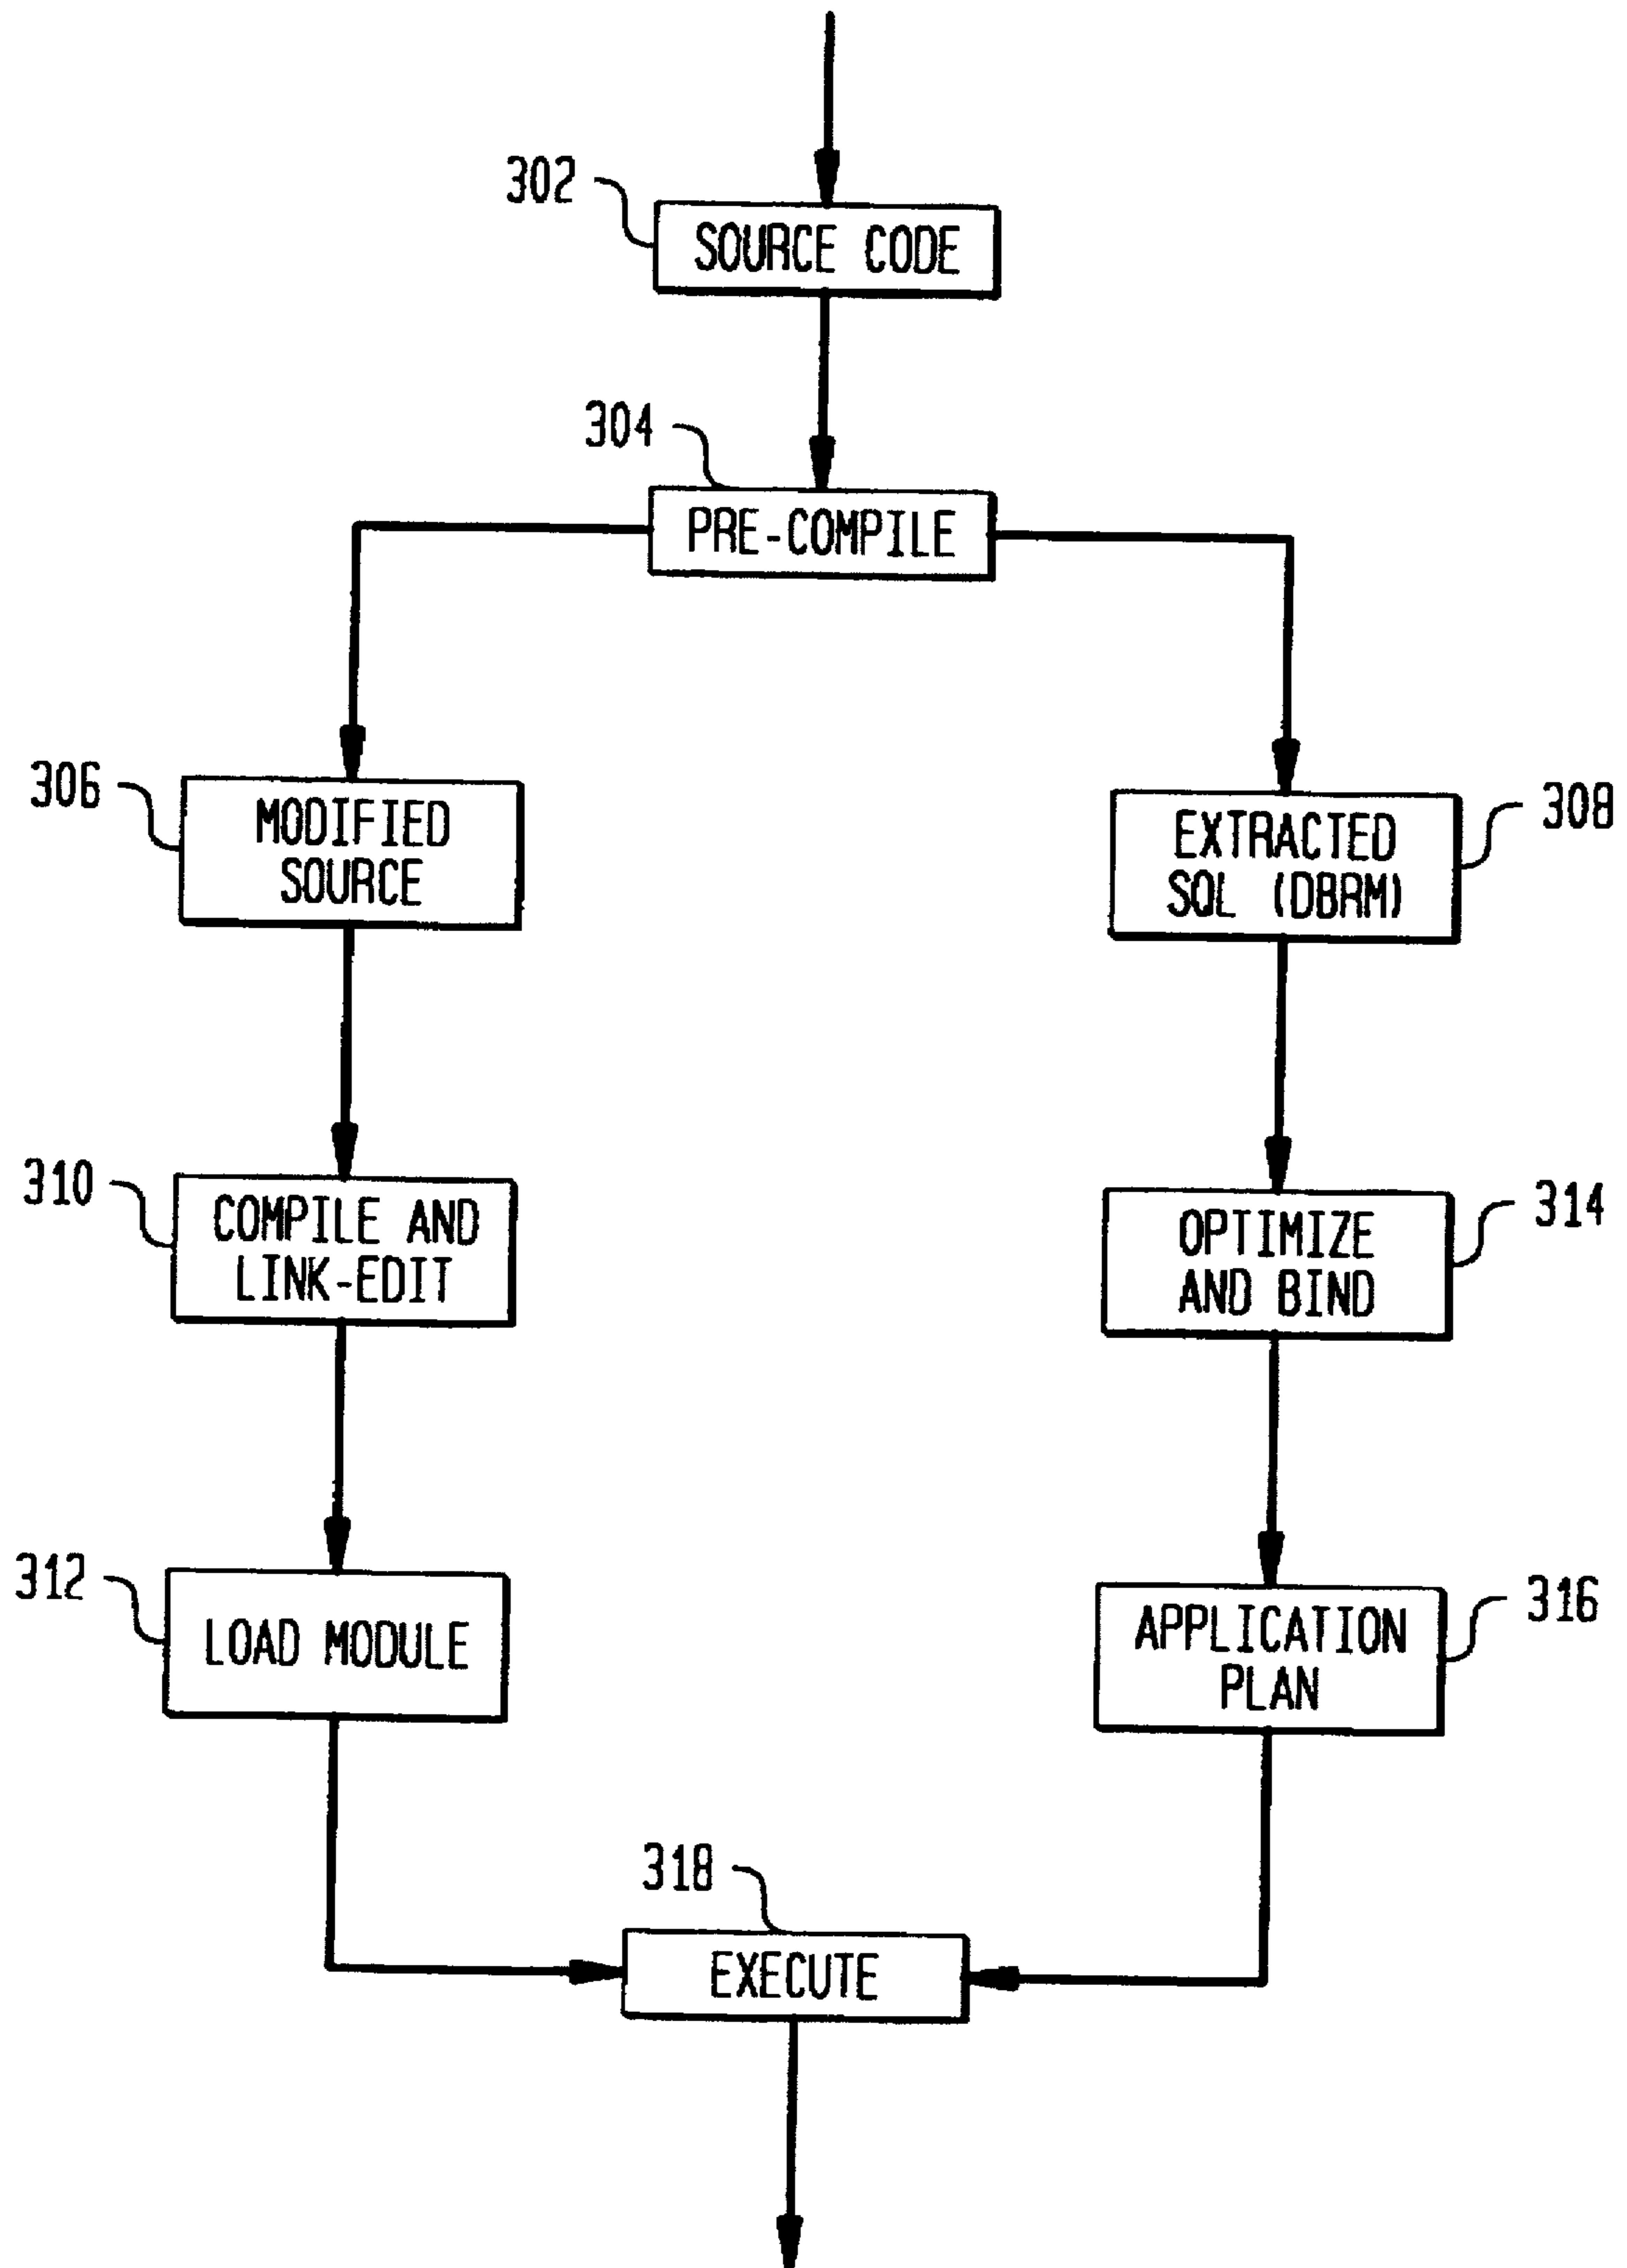 302
SOURCE CODE
304
PRE-COMPILE
306
MODIFIED
SOURCE
EXTRACTED
SQL (DBRM)
308
310
COMPILE AND
LINK-EDIT
OPTIMIZE
AND BIND
314
312
LOAD MODULE
APPLICATION
PLAN
316
318
EXECUTE